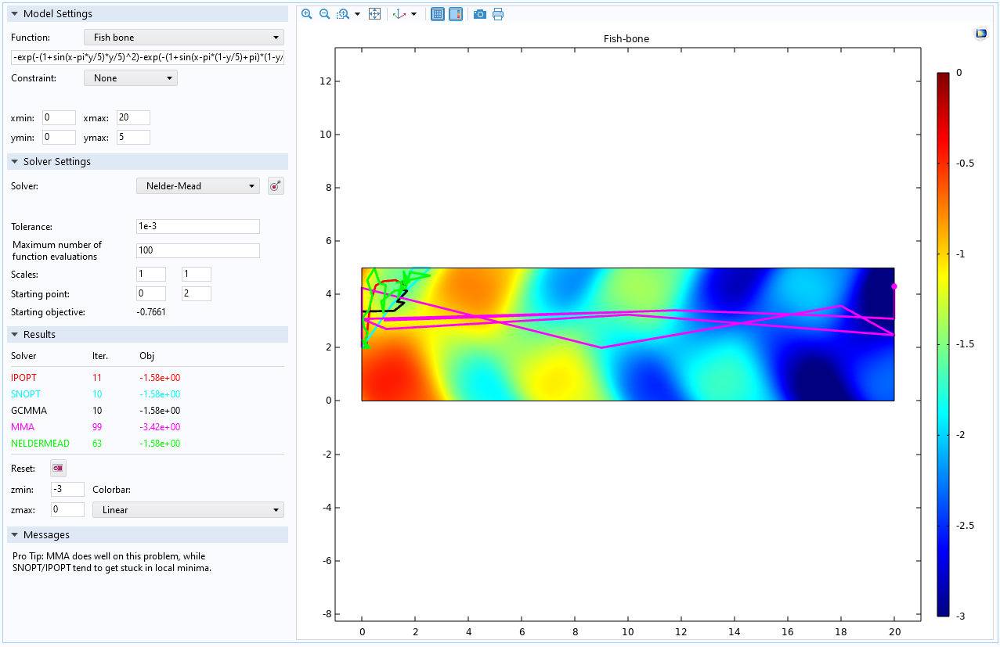 Model Settings
Function: Fish bone
-exp(-(1+sin(x-pi*y/5)*y/5)^2)-exp(-(1+sin(x-pi*(1-y/5)+pi)*(1-y/
Constraint: None
xmin: 0 xmax: 20
ymin: 0 ymax: 5
Solver Settings
Solver: Nelder-Mead
Tolerance: 1e-3
Maximum number of
function evaluations 100
Scales: 1 1
Starting point: 0 2
Starting objective: -0.7661
Results
Solver Iter. Obj
IPOPT 11 -1.58e+00
SNOPT 10 -1.58e+00
GCMMA 10 -1.58e+00
MMA 99 -3.42e+00
NELDERMEAD 63 -1.58e+00
Reset:
zmin: -3 Colorbar:
zmax: 0 Linear
Messages
Pro Tip: MMA does well on this problem, while
SNOPT/IPOPT tend to get stuck in local minima.
Fish-bone
12
10
8
6
4
2
0
-2
-4
-6
-8
0 2 4 6 8 10 12 14 16 18 20
0
-0.5
-1
-1.5
-2
-2.5
-3